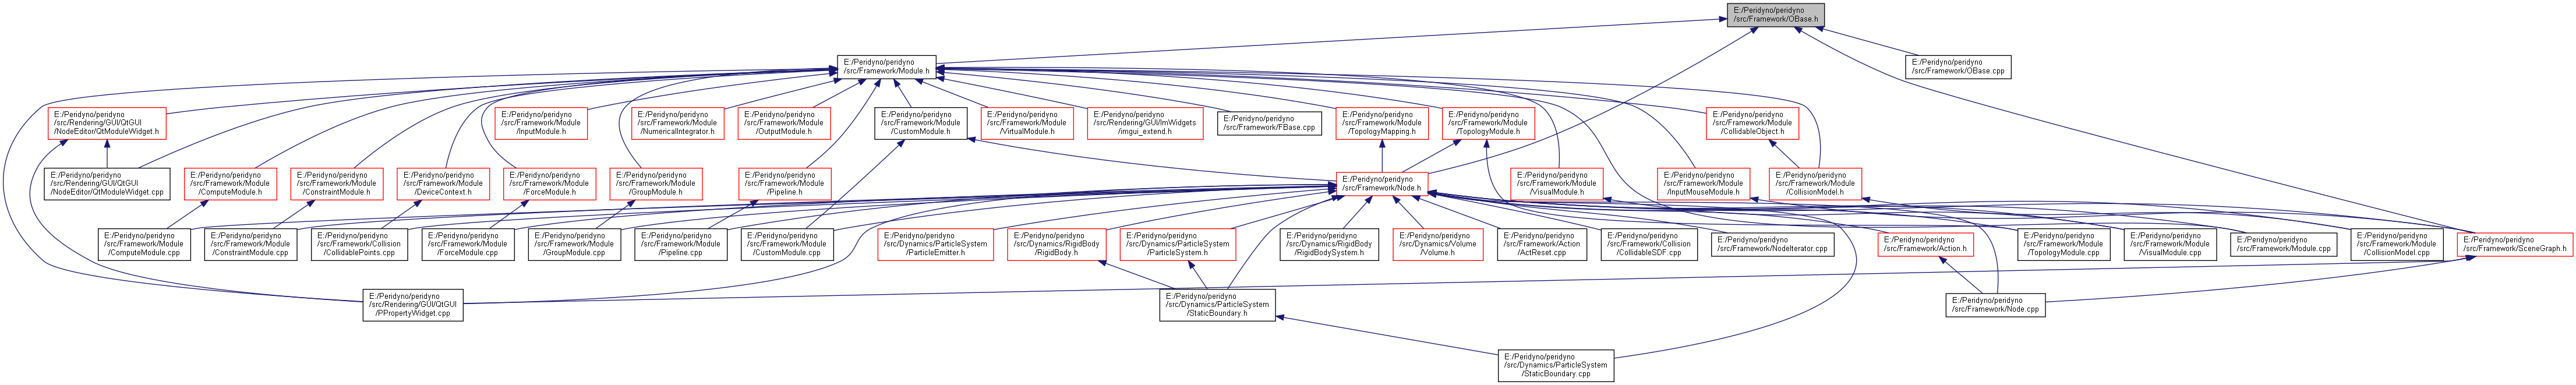 E:/Peridyno/peridyno
/src/Framework/OBase.h
E:/Peridyno/peridyno
/src/Framework/Module.h
E:/Peridyno/peridyno
/src/Framework/OBase.cpp
E:/Peridyno/peridyno
/src/Rendering/GUI/QtGUI
/NodeEditor/QtModuleWidget.h
E:/Peridyno/peridyno
/src/Framework/Module
/InputModule.h
E:/Peridyno/peridyno
/src/Framework/Module
/NumericalIntegrator.h
E:/Peridyno/peridyno
/src/Framework/Module
/OutputModule.h
E:/Peridyno/peridyno
/src/Framework/Module
/CustomModule.h
E:/Peridyno/peridyno
/src/Framework/Module
/VirtualModule.h
E:/Peridyno/peridyno
/src/Rendering/GUI/ImWidgets
/imgui_extend.h
E:/Peridyno/peridyno
/src/Framework/FBase.cpp
E:/Peridyno/peridyno
/src/Framework/Module
/TopologyMapping.h
E:/Peridyno/peridyno
/src/Framework/Module
/TopologyModule.h
E:/Peridyno/peridyno
/src/Framework/Module
/CollidableObject.h
E:/Peridyno/peridyno
/src/Rendering/GUI/QtGUI
/NodeEditor/QtModuleWidget.cpp
E:/Peridyno/peridyno
/src/Framework/Module
/ComputeModule.h
E:/Peridyno/peridyno
/src/Framework/Module
/ConstraintModule.h
E:/Peridyno/peridyno
/src/Framework/Module
/DeviceContext.h
E:/Peridyno/peridyno
/src/Framework/Module
/ForceModule.h
E:/Peridyno/peridyno
/src/Framework/Module
/GroupModule.h
E:/Peridyno/peridyno
/src/Framework/Module
/Pipeline.h
E:/Peridyno/peridyno
/src/Framework/Node.h
E:/Peridyno/peridyno
/src/Framework/Module
/VisualModule.h
E:/Peridyno/peridyno
/src/Framework/Module
/InputMouseModule.h
E:/Peridyno/peridyno
/src/Framework/Module
/CollisionModel.h
E:/Peridyno/peridyno
/src/Framework/Module
/ComputeModule.cpp
E:/Peridyno/peridyno
/src/Framework/Module
/ConstraintModule.cpp
E:/Peridyno/peridyno
/src/Framework/Collision
/CollidablePoints.cpp
E:/Peridyno/peridyno
/src/Framework/Module
/ForceModule.cpp
E:/Peridyno/peridyno
/src/Framework/Module
/GroupModule.cpp
E:/Peridyno/peridyno
/src/Framework/Module
/Pipeline.cpp
E:/Peridyno/peridyno
/src/Framework/Module
/CustomModule.cpp
E:/Peridyno/peridyno
/src/Dynamics/ParticleSystem
/ParticleEmitter.h
E:/Peridyno/peridyno
/src/Dynamics/RigidBody
/RigidBody.h
E:/Peridyno/peridyno
/src/Dynamics/ParticleSystem
/ParticleSystem.h
E:/Peridyno/peridyno
/src/Dynamics/RigidBody
/RigidBodySystem.h
E:/Peridyno/peridyno
/src/Dynamics/Volume
/Volume.h
E:/Peridyno/peridyno
/src/Framework/Action
/ActReset.cpp
E:/Peridyno/peridyno
/src/Framework/Collision
/CollidableSDF.cpp
E:/Peridyno/peridyno
/src/Framework/NodeIterator.cpp
E:/Peridyno/peridyno
/src/Framework/Action.h
E:/Peridyno/peridyno
/src/Framework/Module
/TopologyModule.cpp
E:/Peridyno/peridyno
/src/Framework/Module
/VisualModule.cpp
E:/Peridyno/peridyno
/src/Framework/Module.cpp
E:/Peridyno/peridyno
/src/Framework/Module
/CollisionModel.cpp
E:/Peridyno/peridyno
/src/Framework/SceneGraph.h
E:/Peridyno/peridyno
/src/Rendering/GUI/QtGUI
/PPropertyWidget.cpp
E:/Peridyno/peridyno
/src/Dynamics/ParticleSystem
/StaticBoundary.h
E:/Peridyno/peridyno
/src/Framework/Node.cpp
E:/Peridyno/peridyno
/src/Dynamics/ParticleSystem
/StaticBoundary.cpp